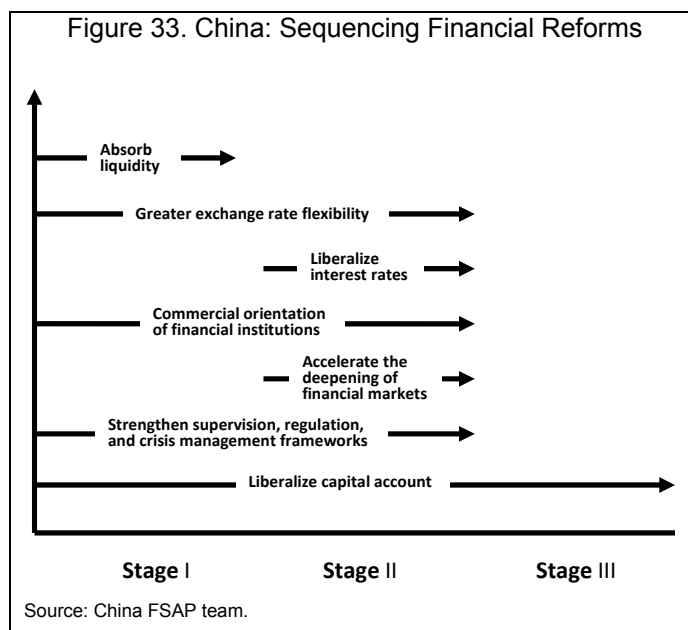 Figure 33. China: Sequencing Financial Reforms
Absorb
liquidity
Greater exchange rate flexibility
Liberalize
interest rates
Commercial orientation
of financial institutions
Accelerate the
deepening of
financial markets
Strengthen supervision, regulation,
and crisis management frameworks
Liberalize capital account
Stage I Stage II Stage III
Source: China FSAP team.